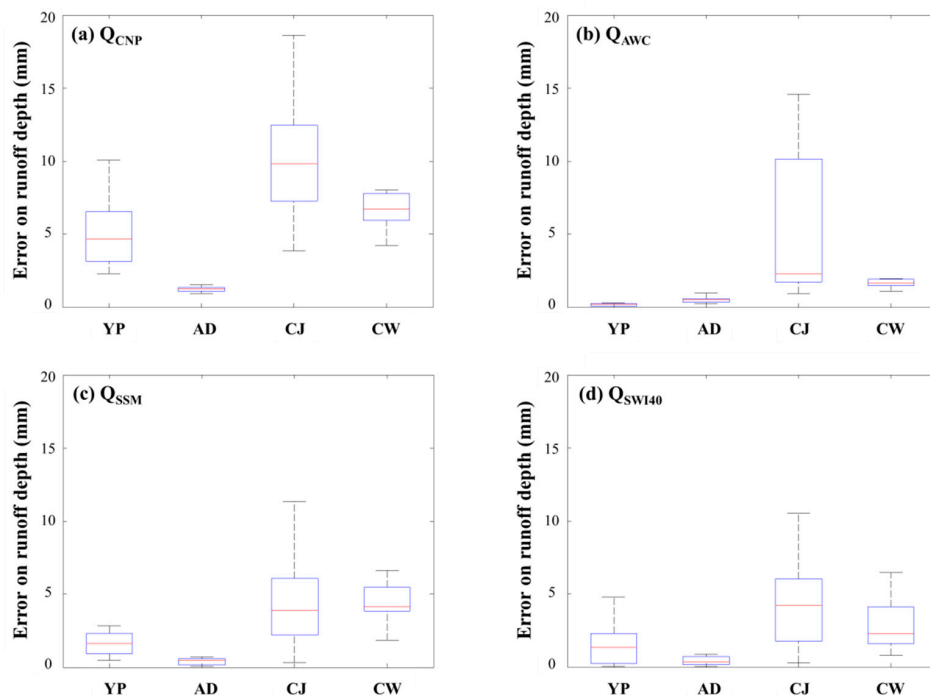 (a) QCNP
Error on runoff depth (mm)
20
15
10
5
0
YP AD CJ CW
(b) QAWC
Error on runoff depth (mm)
20
15
10
5
0
YP AD CJ CW
(c) QSSM
Error on runoff depth (mm)
20
15
10
5
0
YP AD CJ CW
(d) QSWI40
Error on runoff depth (mm)
20
15
10
5
0
YP AD CJ CW